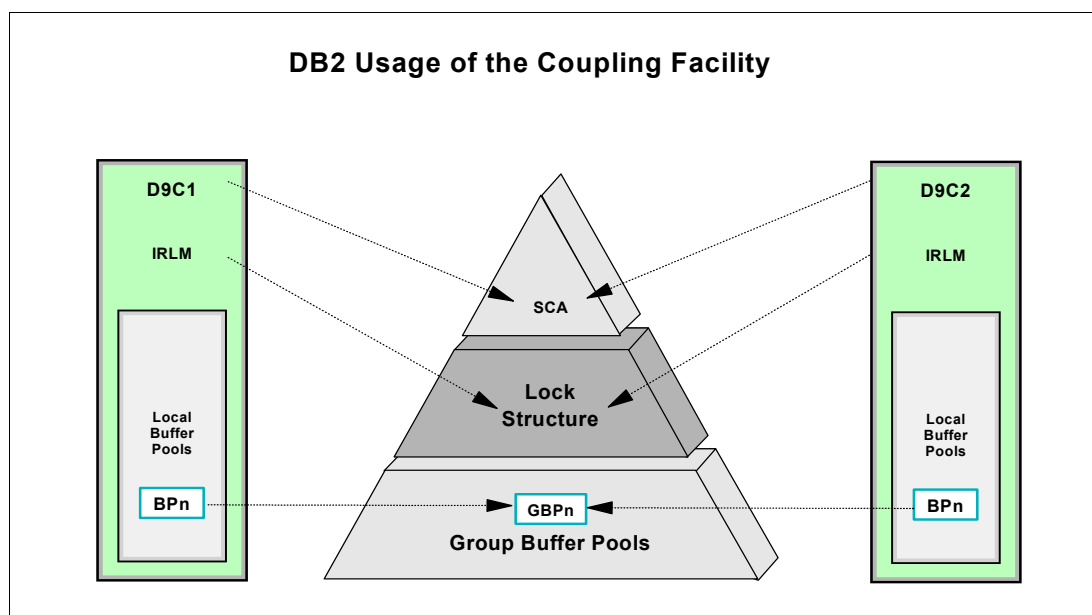 DB2 Usage of the Coupling Facility
D9C1
IRLM
Local
Buffer
Pools
BPn
SCA
Lock
Structure
GBPn
Group Buffer Pools
D9C2
IRLM
Local
Buffer
Pools
BPn